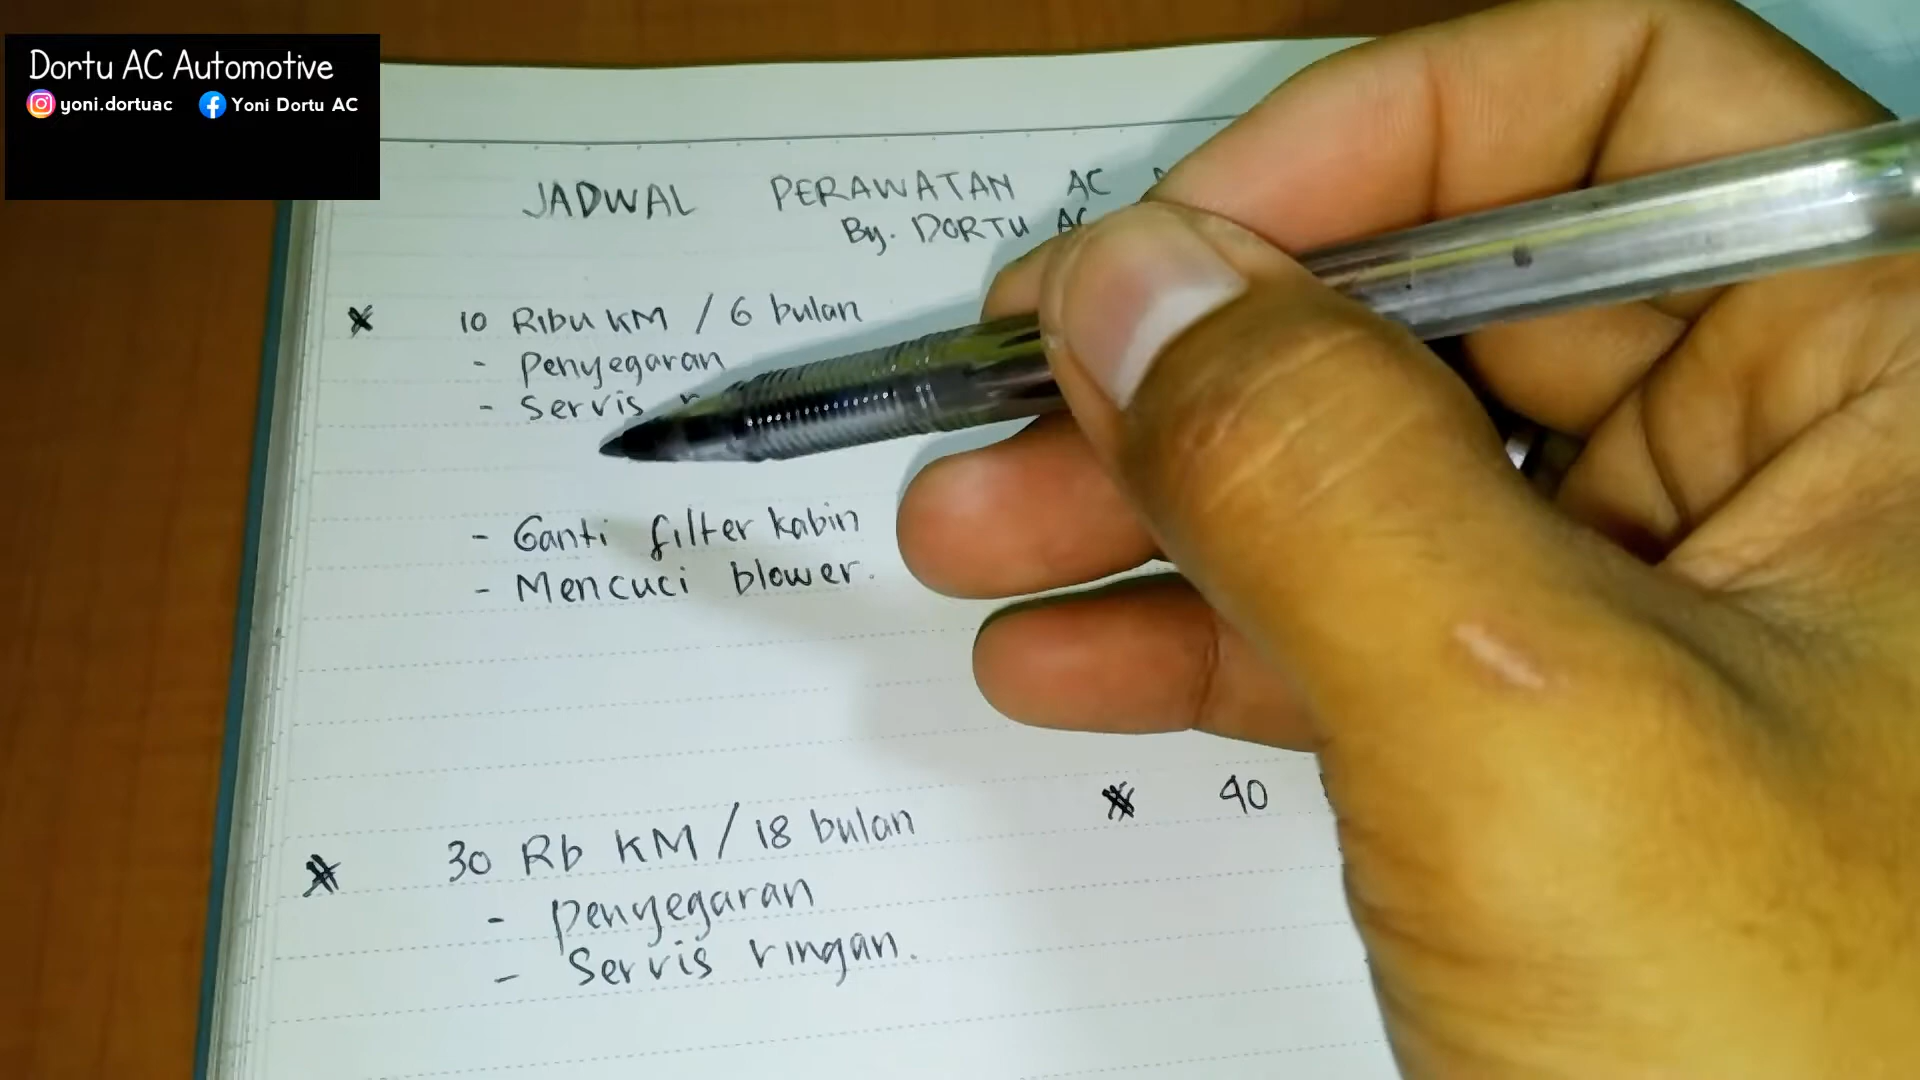 Dortu AC Automotive
yoni.dortuac Yoni Dortu AC
JADWAL PERAWATAN AC
By. DORTU AC
10 Ribu KM / 6 bulan
- Penyegaran
- Servis
- Ganti filter kabin
- Mencuci blower.
30 Rb KM / 18 bulan
- Penyegaran
- Servis ringan.
40